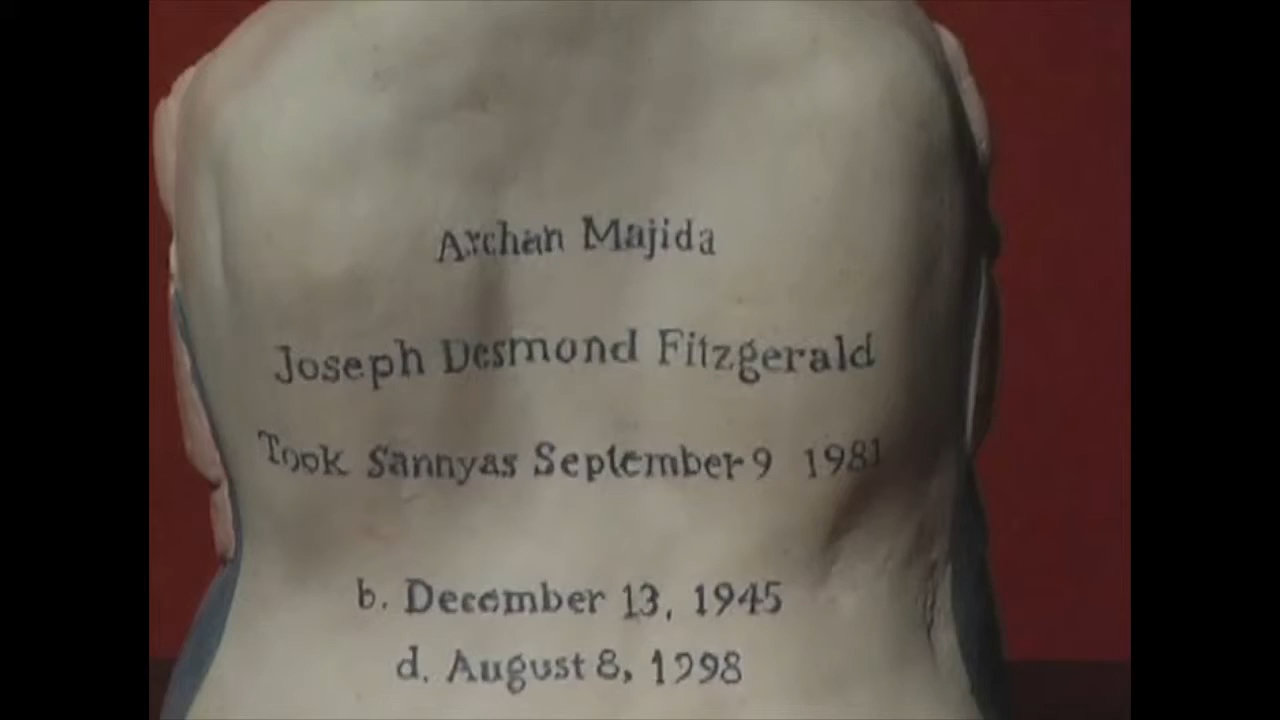 Archan Majida
Joseph Desmond Fitzgerald
Took Sannyas September 9 1981
b. December 13, 1945
d. August 8, 1998